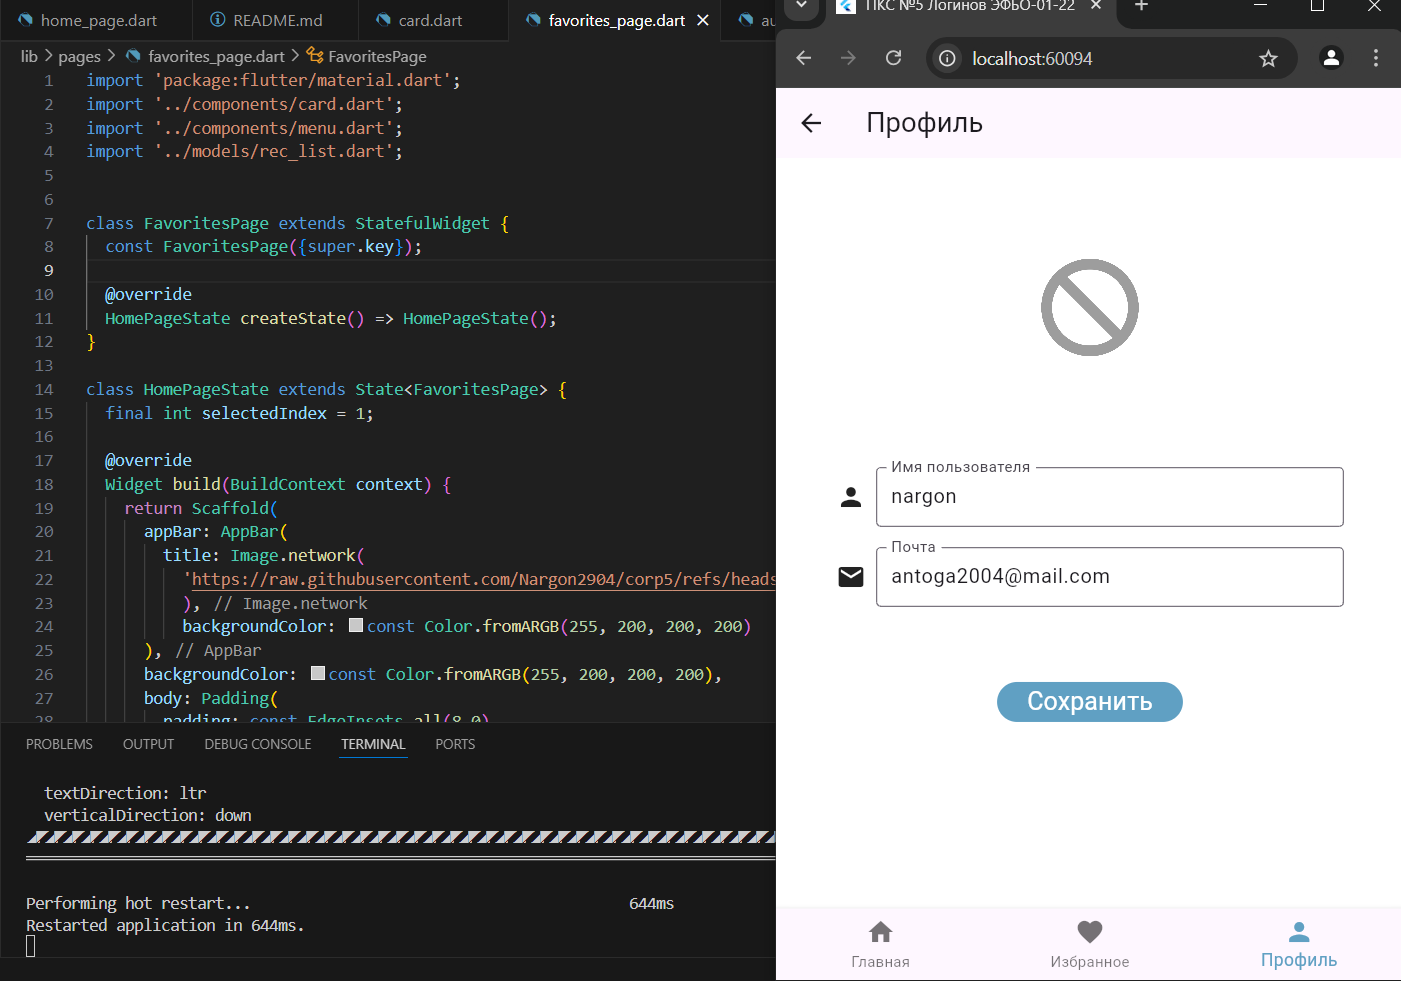 home_page.dart
README.md
card.dart
favorites_page.dart
au
lib > pages > favorites_page.dart > FavoritesPage
1 import 'package:flutter/material.dart';
2 import '../components/card.dart';
3 import '../components/menu.dart';
4 import '../models/rec_list.dart';
5
6
7 class FavoritesPage extends StatefulWidget {
8 const FavoritesPage({super.key});
9
10 @override
11 HomePageState createState() => HomePageState();
12 }
13
14 class HomePageState extends State<FavoritesPage> {
15 final int selectedIndex = 1;
16
17 @override
18 Widget build(BuildContext context) {
19 return Scaffold(
20 appBar: AppBar(
21 title: Image.network(
22 'https://raw.githubusercontent.com/Nargon2904/corp5/refs/heads
23 ), // Image.network
24 backgroundColor: const Color.fromARGB(255, 200, 200, 200)
25 ), // AppBar
26 backgroundColor: const Color.fromARGB(255, 200, 200, 200),
27 body: Padding(
28 padding: const EdgeInsets.all(8.0)
PROBLEMS OUTPUT DEBUG CONSOLE TERMINAL PORTS
textDirection: ltr
verticalDirection: down
Performing hot restart... 644ms
Restarted application in 644ms.
ПКС №5 Логинов ЭФБО-01-22
localhost:60094
Профиль
Имя пользователя
nargon
Почта
antoga2004@mail.com
Сохранить
Главная
Избранное
Профиль